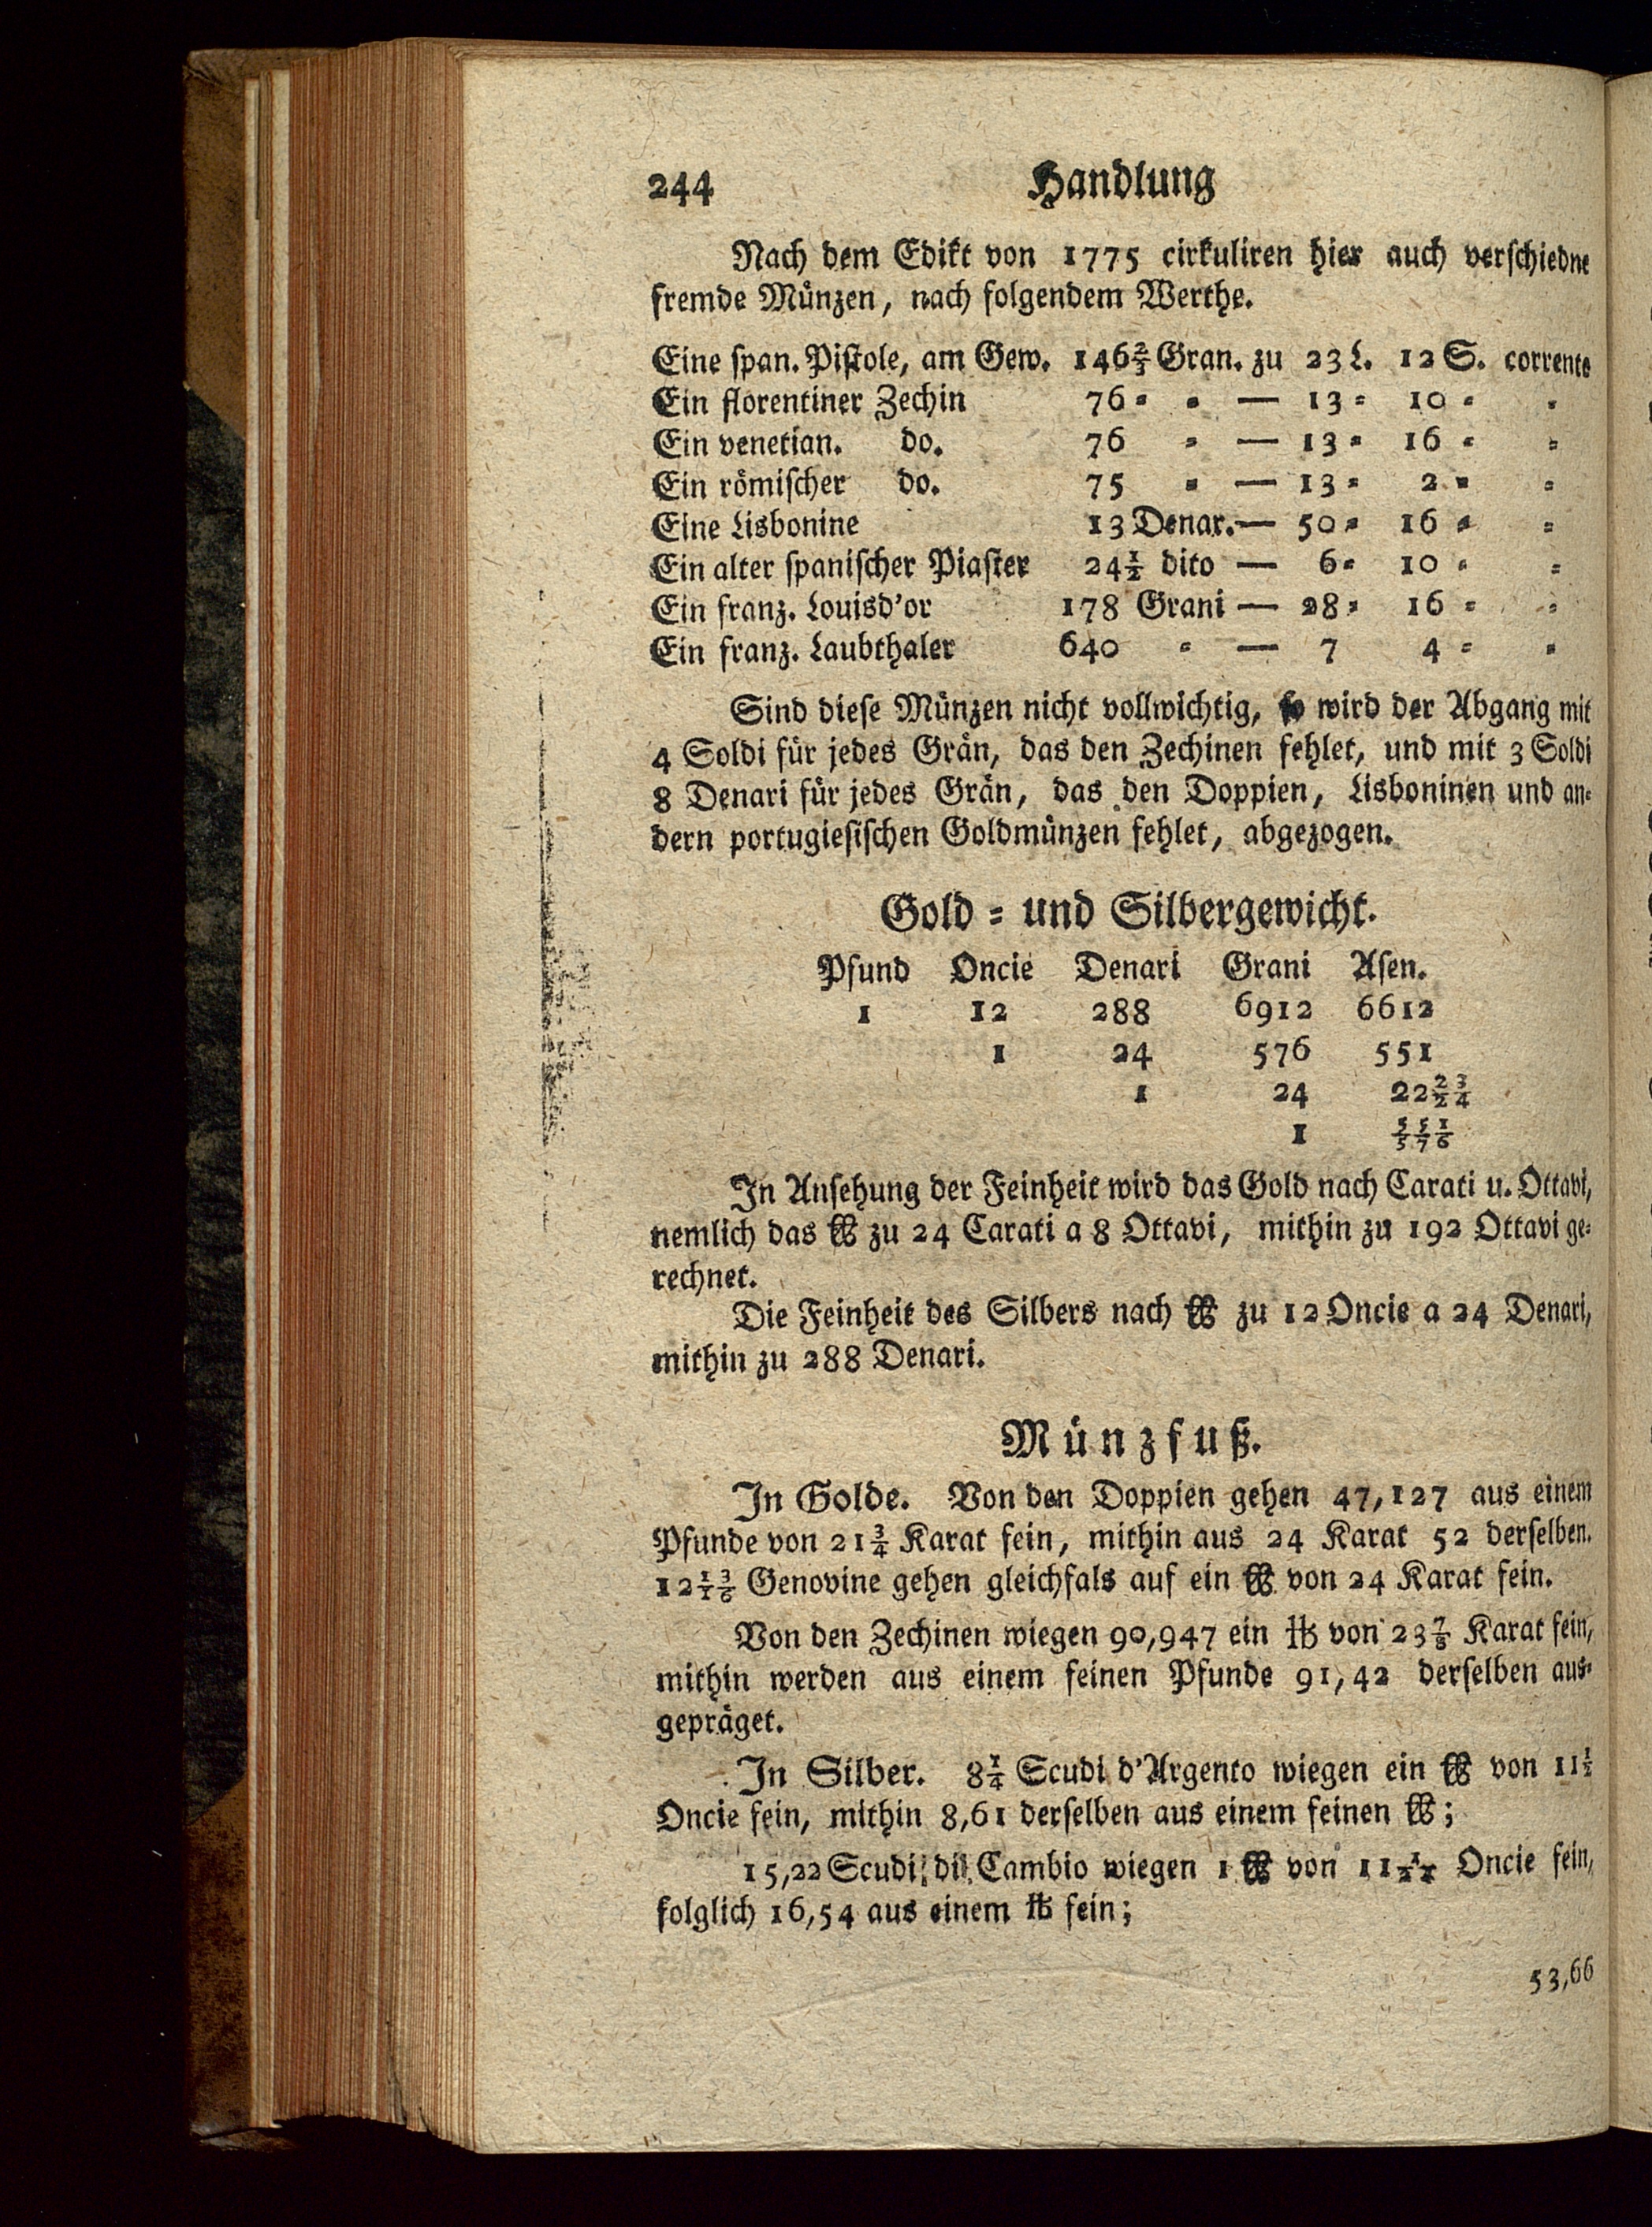 244 Handlung
Nach dem Edikt von 1775 cirkuliren hier auch verschiedne
fremde Münzen, nach folgendem Werthe.
Eine span. Pistole, am Gew. 146⅔ Gran. zu 23 L. 12 S. corrente
Ein florentiner Zechin 76 = = — 13 = 10 = =
Ein venetian. do. 76 = — 13 = 16 = =
Ein römischer do. 75 = — 13 = 2 = =
Eine Lisbonine 13 Denar. — 50 = 16 = =
Ein alter spanischer Piaster 24½ dito — 6 = 10 = =
Ein franz. Louisd'or 178 Grani — 28 = 16 = =
Ein franz. Laubthaler 640 = — 7 4 = =
Sind diese Münzen nicht vollwichtig, so wird der Abgang mit
4 Soldi für jedes Grän, das den Zechinen fehlet, und mit 3 Soldi
8 Denari für jedes Grän, das den Doppien, Lisboninen und an=
dern portugiesischen Goldmünzen fehlet, abgezogen.
Gold = und Silbergewicht.
Pfund Oncie Denari Grani Asen.
1 12 288 6912 6612
1 24 576 551
1 24 22 2/2 3/4
1 5/5 5/7 1/6
In Ansehung der Feinheit wird das Gold nach Carati u. Ottavi,
nemlich das ℔ zu 24 Carati a 8 Ottavi, mithin zu 192 Ottavi ge=
rechnet.
Die Feinheit des Silbers nach ℔ zu 12 Oncie a 24 Denari,
mithin zu 288 Denari.
Münzfuß.
In Golde. Von den Doppien gehen 47,127 aus einem
Pfunde von 21¾ Karat fein, mithin aus 24 Karat 52 derselben.
Genovine gehen gleichfals auf ein ℔ von 24 Karat fein.
Von den Zechinen wiegen 90,947 ein ℔ von 23⅞ Karat fein,
mithin werden aus einem feinen Pfunde 91,42 derselben aus=
gepräget.
In Silber. 8¼ Scudi d'Argento wiegen ein ℔ von 11½
Oncie fein, mithin 8,61 derselben aus einem feinen ℔;
15,22 Scudi di Cambio wiegen 1 ℔ von Oncie fein,
folglich 16,54 aus einem ℔ fein;
53,66